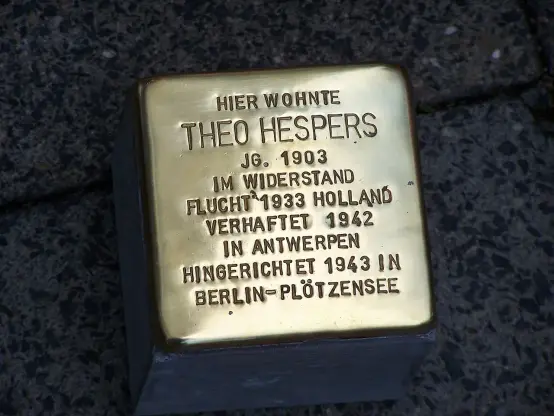 HIER WOHNTE
THEO HESPERS
JG. 1903
IM WIDERSTAND
FLUCHT 1933 HOLLAND
VERHAFTET 1942
IN ANTWERPEN
HINGERICHTET 1943 IN
BERLIN-PLÖTZENSEE